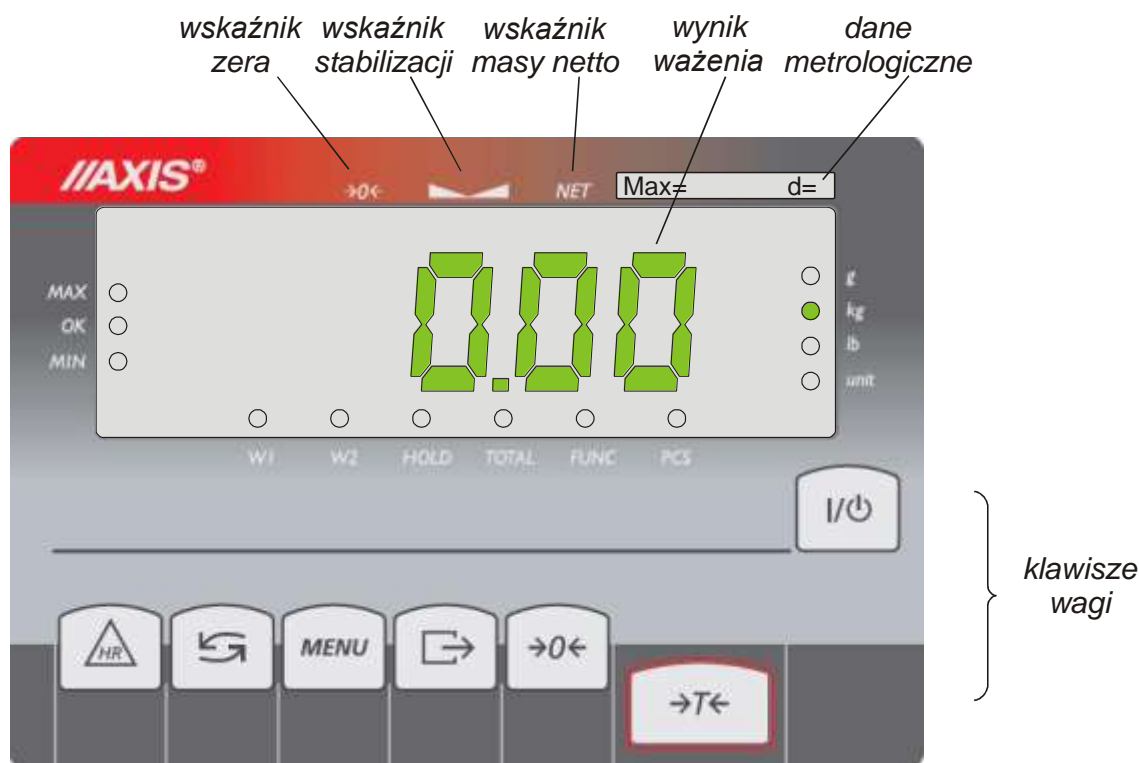 wskaźnik zera
wskaźnik stabilizacji
wskaźnik masy netto
wynik ważenia
dane metrologiczne
//AXIS®
→0←
NET
Max=
d=
MAX
OK
MIN
0.00
g
kg
lb
unit
W1
W2
HOLD
TOTAL
FUNC
PCS
I/⏻
klawisze wagi
HR
MENU
→0←
→T←